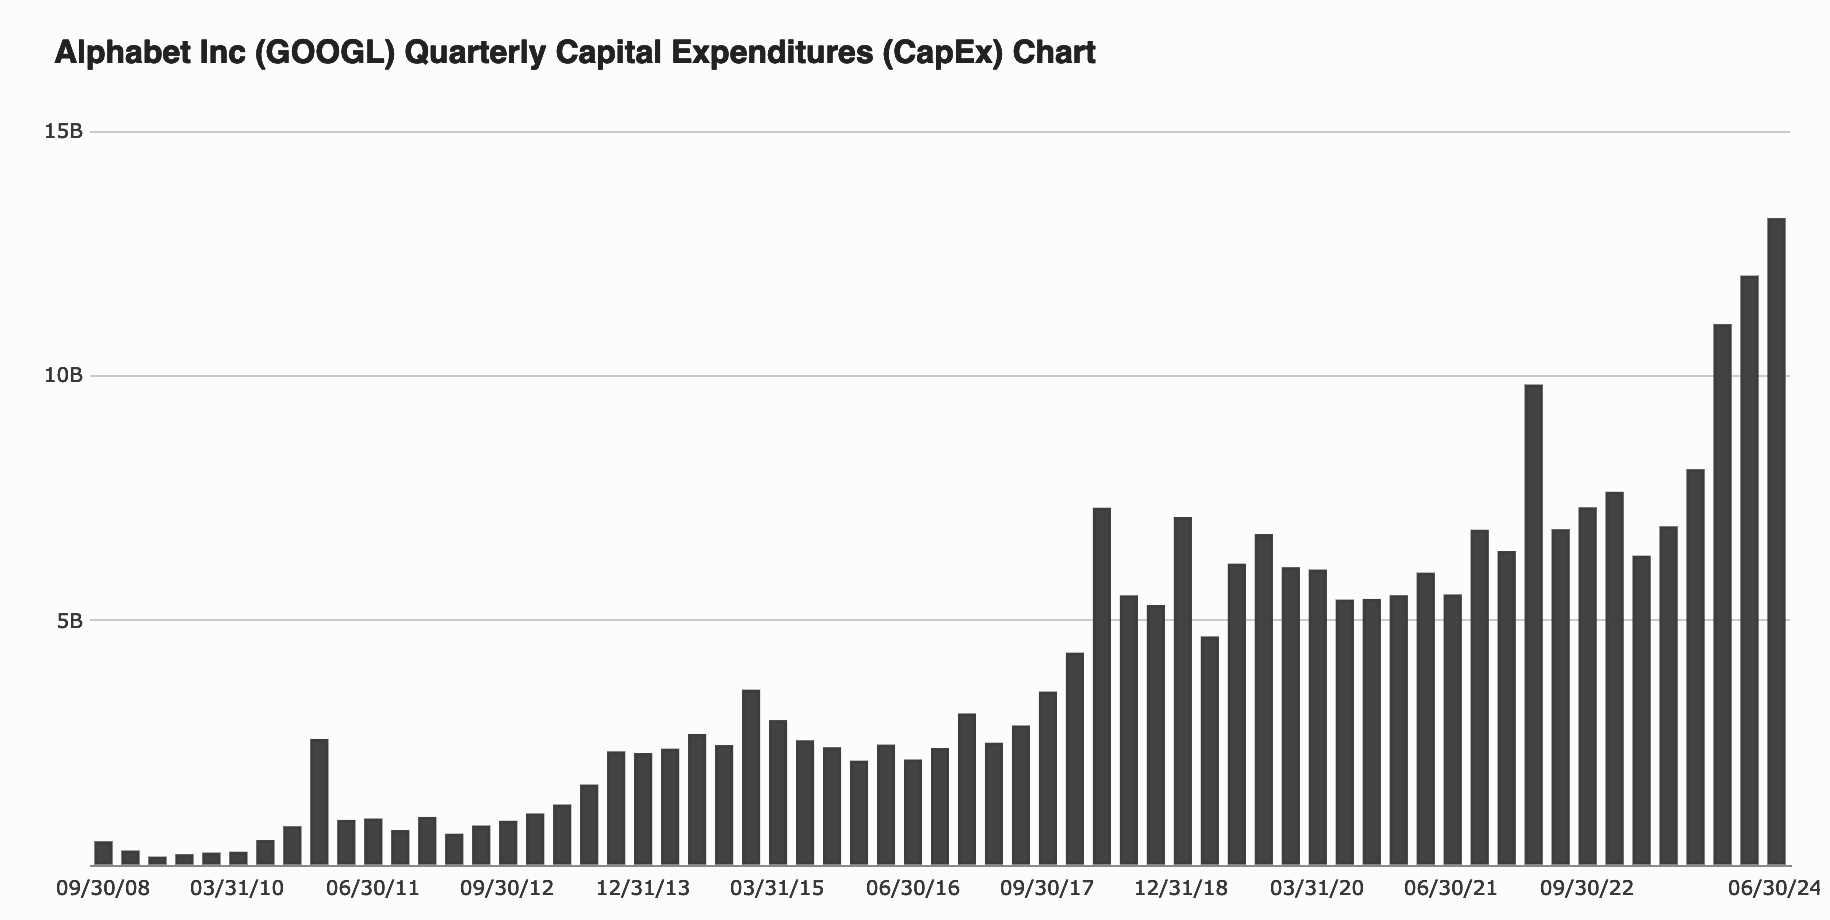 Alphabet Inc (GOOGL) Quarterly Capital Expenditures (CapEx) Chart
15B
10B
5B
09/30/08 03/31/10 06/30/11 09/30/12 12/31/13 03/31/15 06/30/16 09/30/17 12/31/18 03/31/20 06/30/21 09/30/22 06/30/24